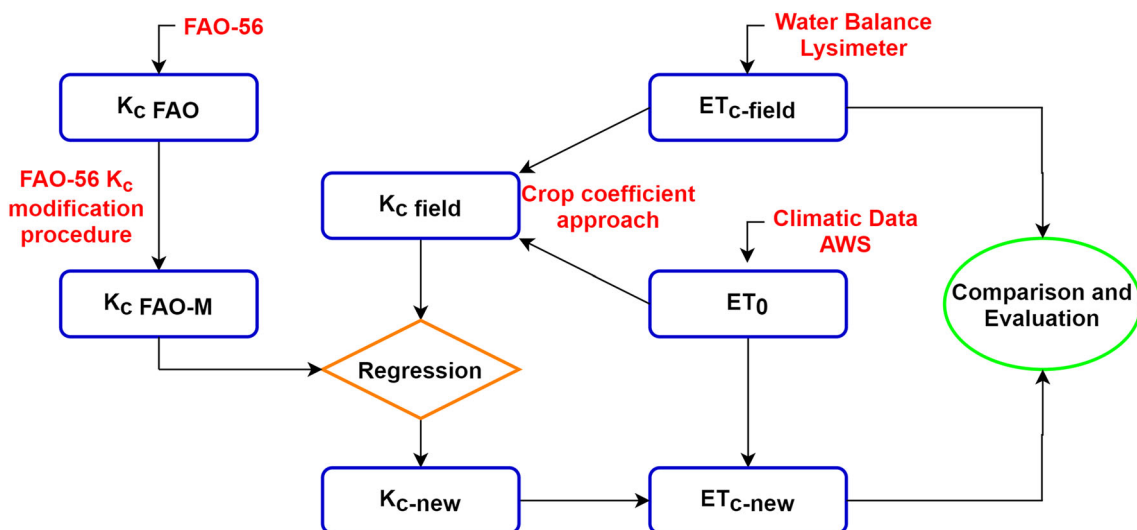 FAO-56
Kc FAO
FAO-56 Kc
modification
procedure
Kc FAO-M
Water Balance
Lysimeter
ETc-field
Kc field
Crop coefficient
approach
Climatic Data
AWS
ET0
Comparison and
Evaluation
Regression
Kc-new
ETc-new